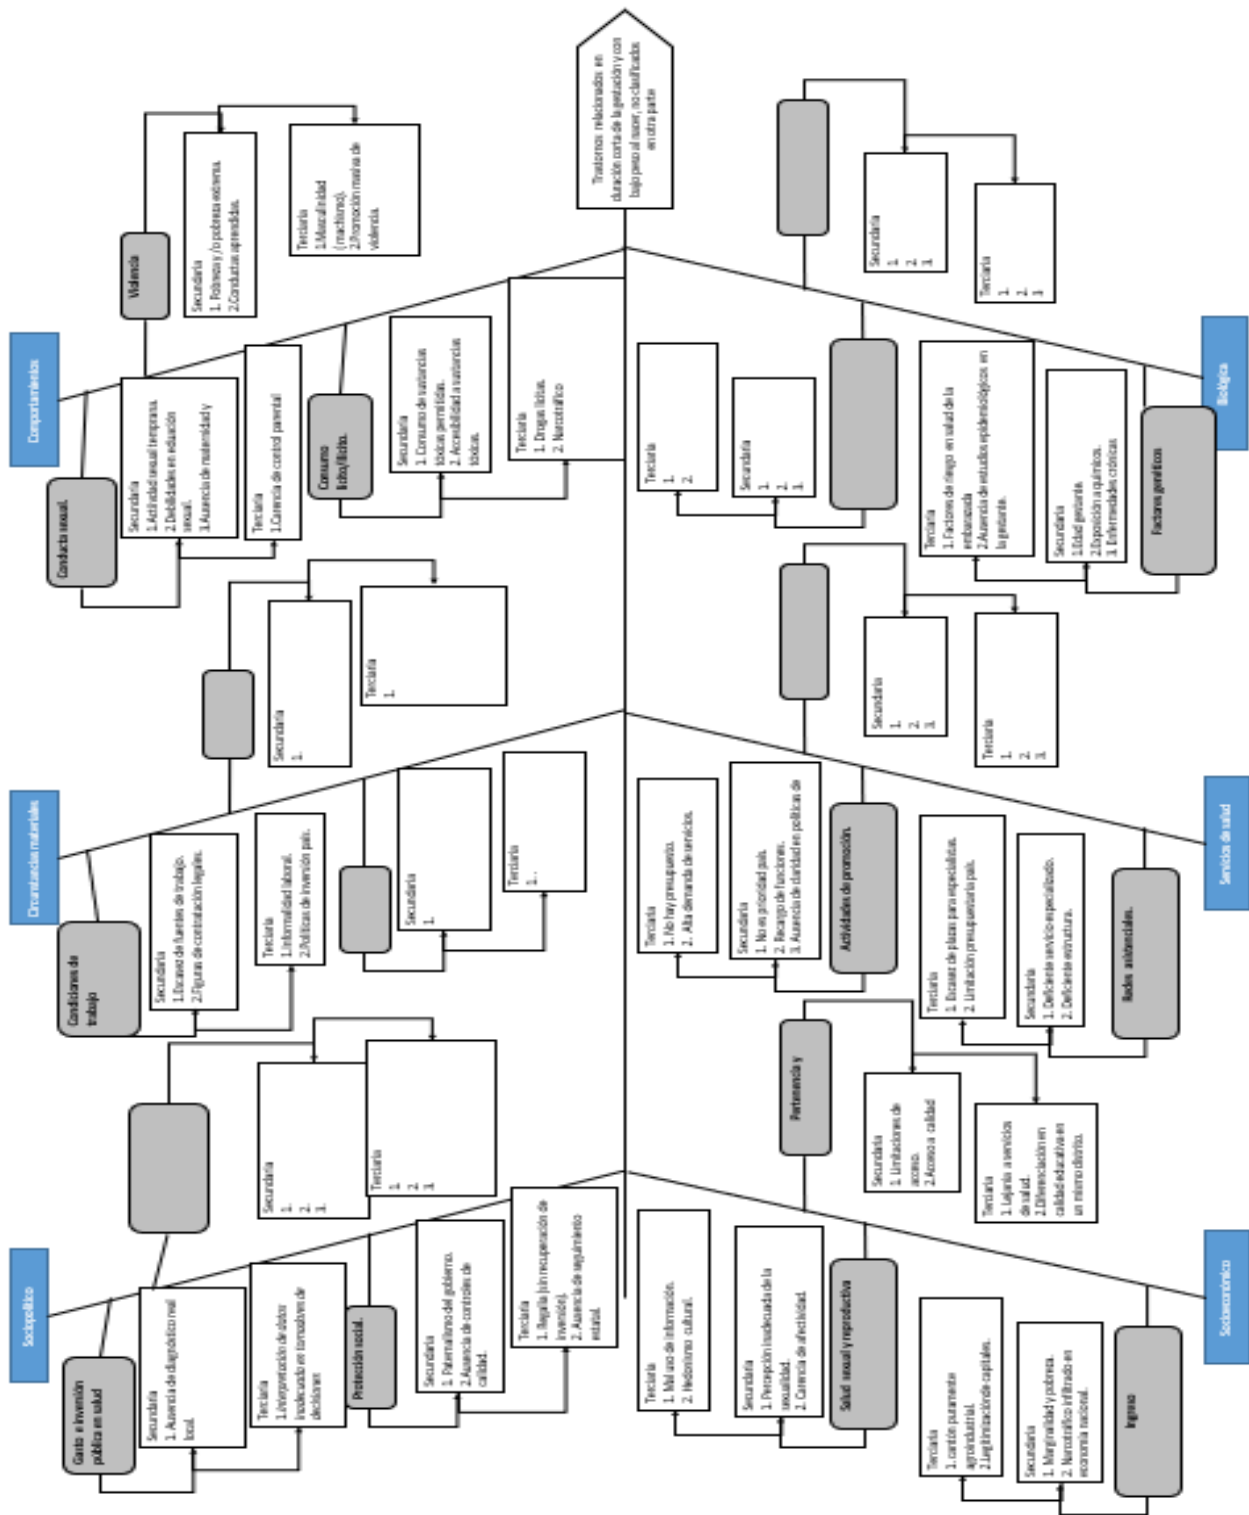 Sociopolítico
Gasto e inversión
pública en salud
Secundaria
1. Ausencia de diagnóstico real
local.
Terciaria
1.Interpretación de datos
inadecuado en tomadores de
decisiones
Protección social.
Secundaria
1. Paternalismo del gobierno.
2.Ausencia de controles de
calidad.
Terciaria
1. Regalía (sin recuperación de
inversión).
2. Ausencia de seguimiento
estatal.
Secundaria
1.
2.
3.
Terciaria
1.
2.
3.
Circunstancias materiales
Condiciones de
trabajo
Secundaria
1.Escasez de fuentes de trabajo.
2.Figuras de contratación legales.
Terciaria
1.Informalidad laboral.
2.Políticas de inversión país.
Secundaria
1.
Terciaria
1. .
Secundaria
1.
Terciaria
1.
Comportamientos
Conducta sexual.
Secundaria
1.Actividad sexual temprana.
2.Debilidades en eduación
sexual.
3.Ausencia de maternidad y
Terciaria
1.Carencia de control parental
Consumo
lícito/ilícito.
Secundaria
1. Consumo de sustancias
tóxicas permitidas.
2. Accesibilidad a sustancias
tóxicas.
Terciaria
1. Drogas lícitas.
2. Narcotráfico
Violencia
Secundaria
1. Pobreza y /o pobreza extrema.
2.Conductas aprendidas.
Terciaria
1.Masculinidad
( machismo).
2.Promoción masiva de
violencia.
Trastornos relacionados en
duración corta de la gestación y con
bajo peso al nacer, no clasificados
en otra parte
Terciaria
1. Mal uso de información.
2. Hedonismo cultural.
Secundaria
1. Percepción inadecuada de la
sexualidad.
2. Carencia de afectividad.
Salud sexual y reproductiva
Terciaria
1. cantón puramente
agroindustrial.
2.Legitimización de capitales.
Secundaria
1. Marginalidad y pobreza.
2. Narcotráfico infiltrado en
economía nacional.
Ingreso
Pertenencia y
Secundaria
1. Limitaciones de
acceso.
2.Acceso a calidad
Terciaria
1.Lejanía a servicios
de salud.
2.Diferenciación en
calidad educativa en
un mismo distrito.
Socioeconómico
Terciaria
1. No hay presupuesto.
2. Alta demanda de servicios.
Secundaria
1. No es prioridad país.
2. Recargo de funciones.
3. Ausencia de claridad en políticas de
Actividades de promoción.
Terciaria
1. Escasez de plazas para especialistas.
2. Limitación presupuestaria país.
Secundaria
1. Deficiente servicio especializado.
2. Deficiente estructura.
Redes asistenciales.
Secundaria
1.
2.
3.
Terciaria
1.
2.
3.
Servicios de salud
Terciaria
1.
2.
Secundaria
1.
2.
3.
Terciaria
1. Factores de riesgo en salud de la
embarazada
2.Ausencia de estudios epidemiológicos en
la gestante.
Secundaria
1.Edad gestante.
2.Exposición a químicos.
3. Enfermedades crónicas
Factores genéticos
Secundaria
1.
2.
3.
Terciaria
1.
2.
3.
Biológica